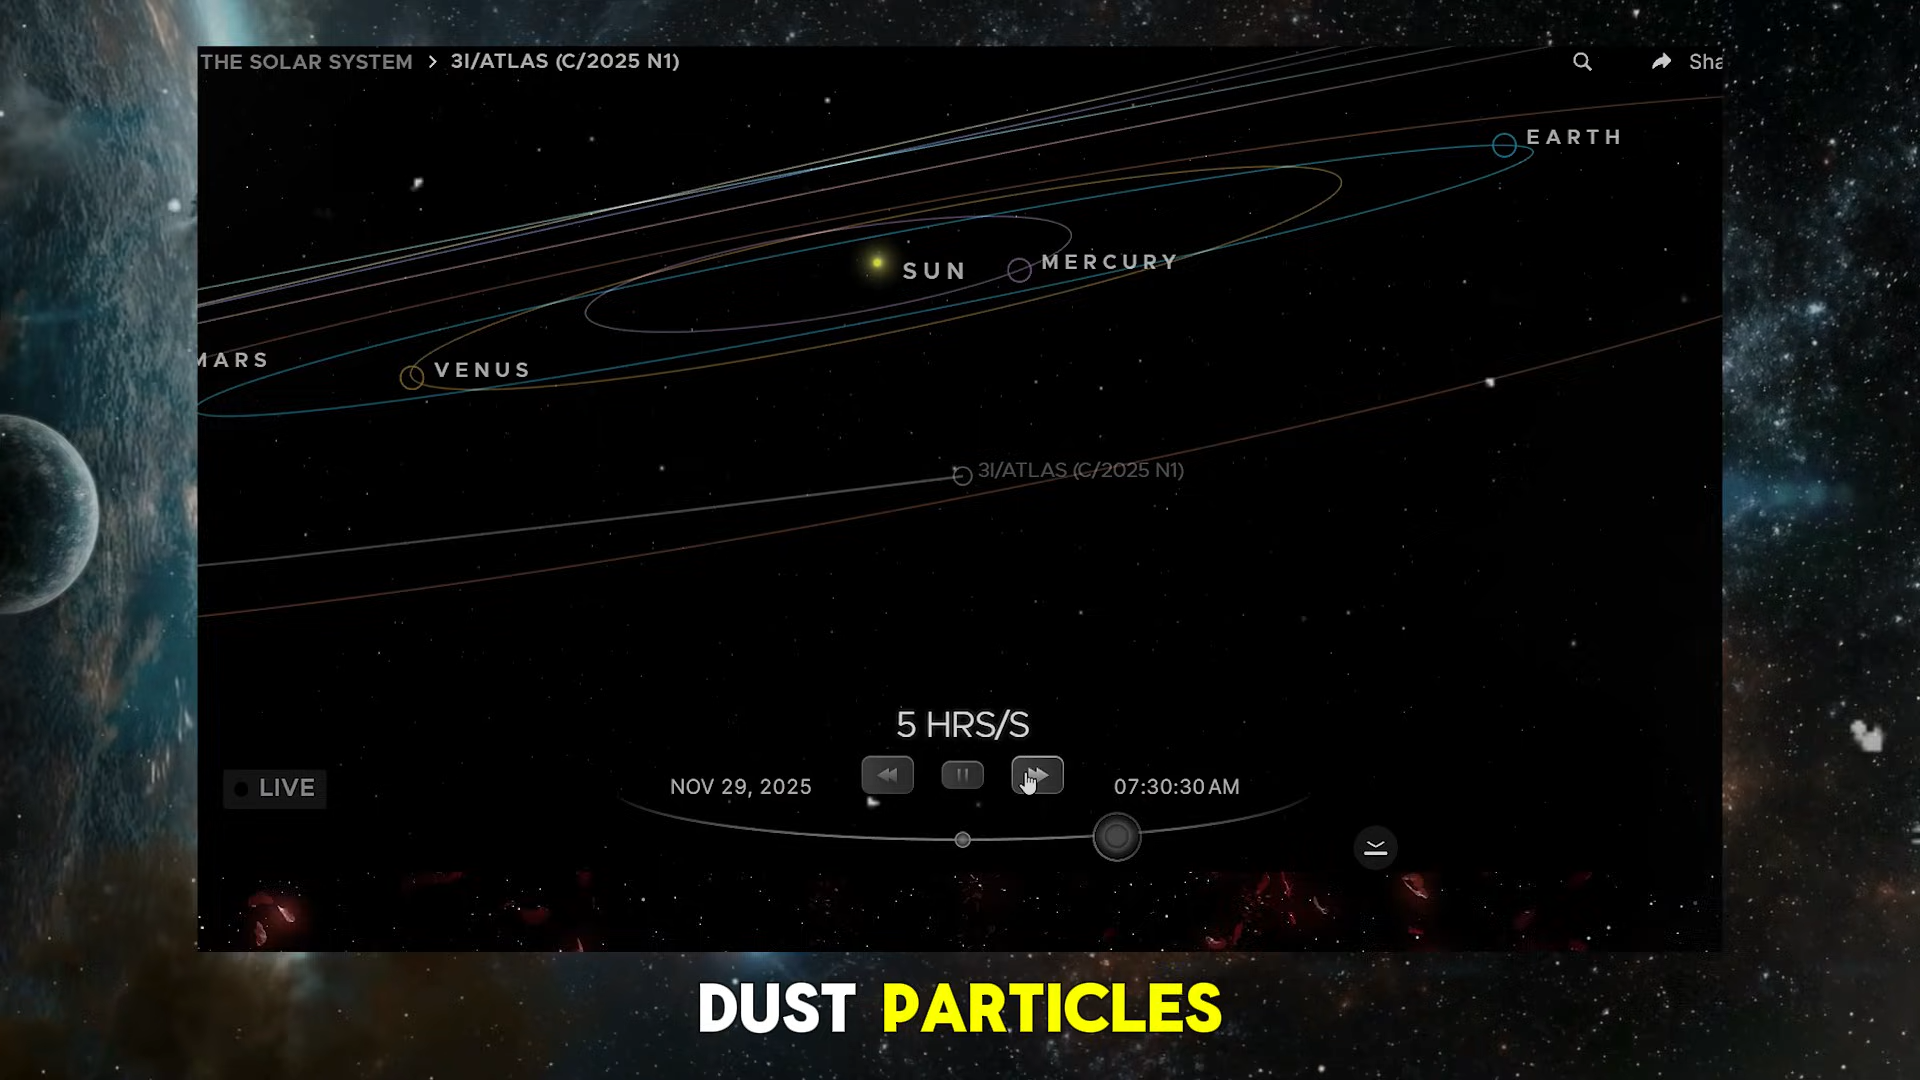 THE SOLAR SYSTEM > 3I/ATLAS (C/2025 N1)
Sha
EARTH
SUN
MERCURY
MARS
VENUS
3I/ATLAS (C/2025 N1)
5 HRS/S
LIVE
NOV 29, 2025
07:30:30 AM
DUST PARTICLES